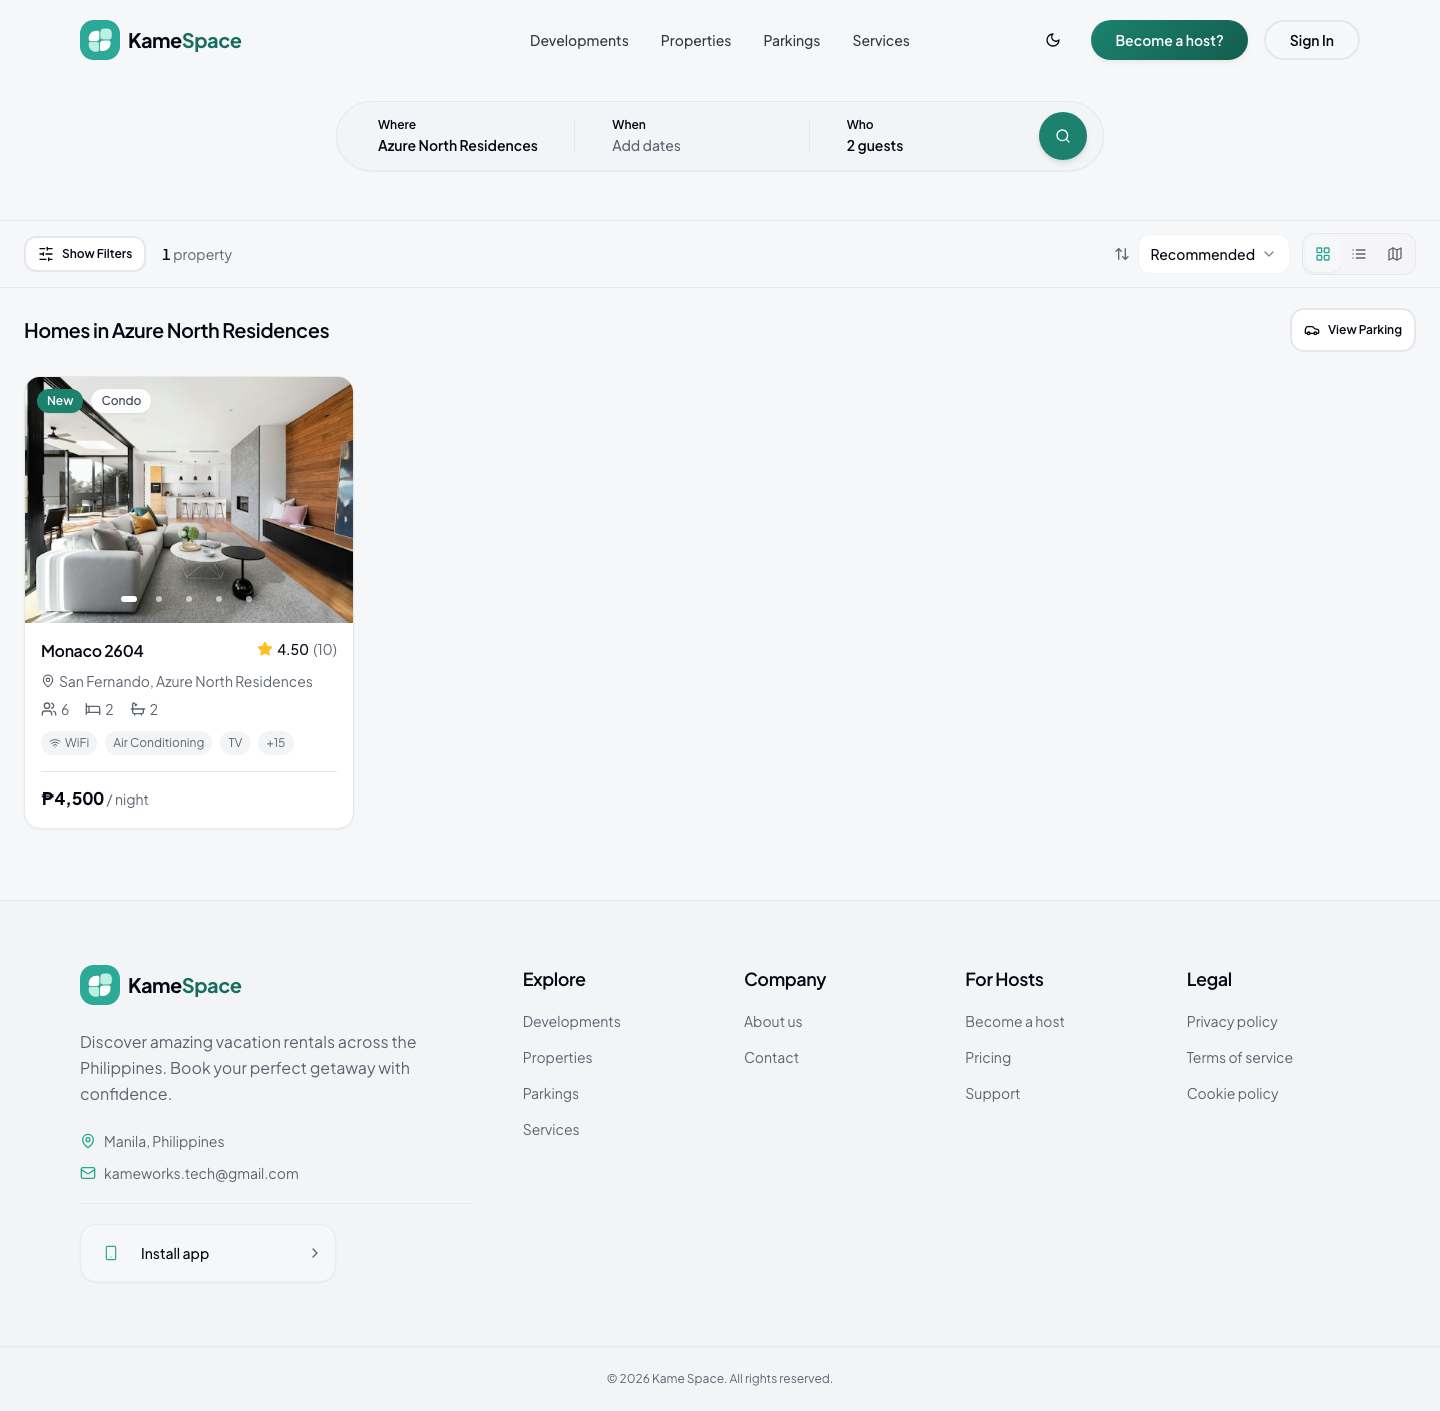 KameSpace
Developments
Properties
Parkings
Services
Become a host?
Sign In
Where
Azure North Residences
When
Add dates
Who
2 guests
Show Filters
1 property
Recommended
Homes in Azure North Residences
View Parking
New
Condo
Monaco 2604
4.50 (10)
San Fernando, Azure North Residences
6
2
2
WiFi
Air Conditioning
TV
+15
₱4,500 / night
KameSpace
Discover amazing vacation rentals across the
Philippines. Book your perfect getaway with
confidence.
Manila, Philippines
kameworks.tech@gmail.com
Install app
Explore
Developments
Properties
Parkings
Services
Company
About us
Contact
For Hosts
Become a host
Pricing
Support
Legal
Privacy policy
Terms of service
Cookie policy
© 2026 Kame Space. All rights reserved.